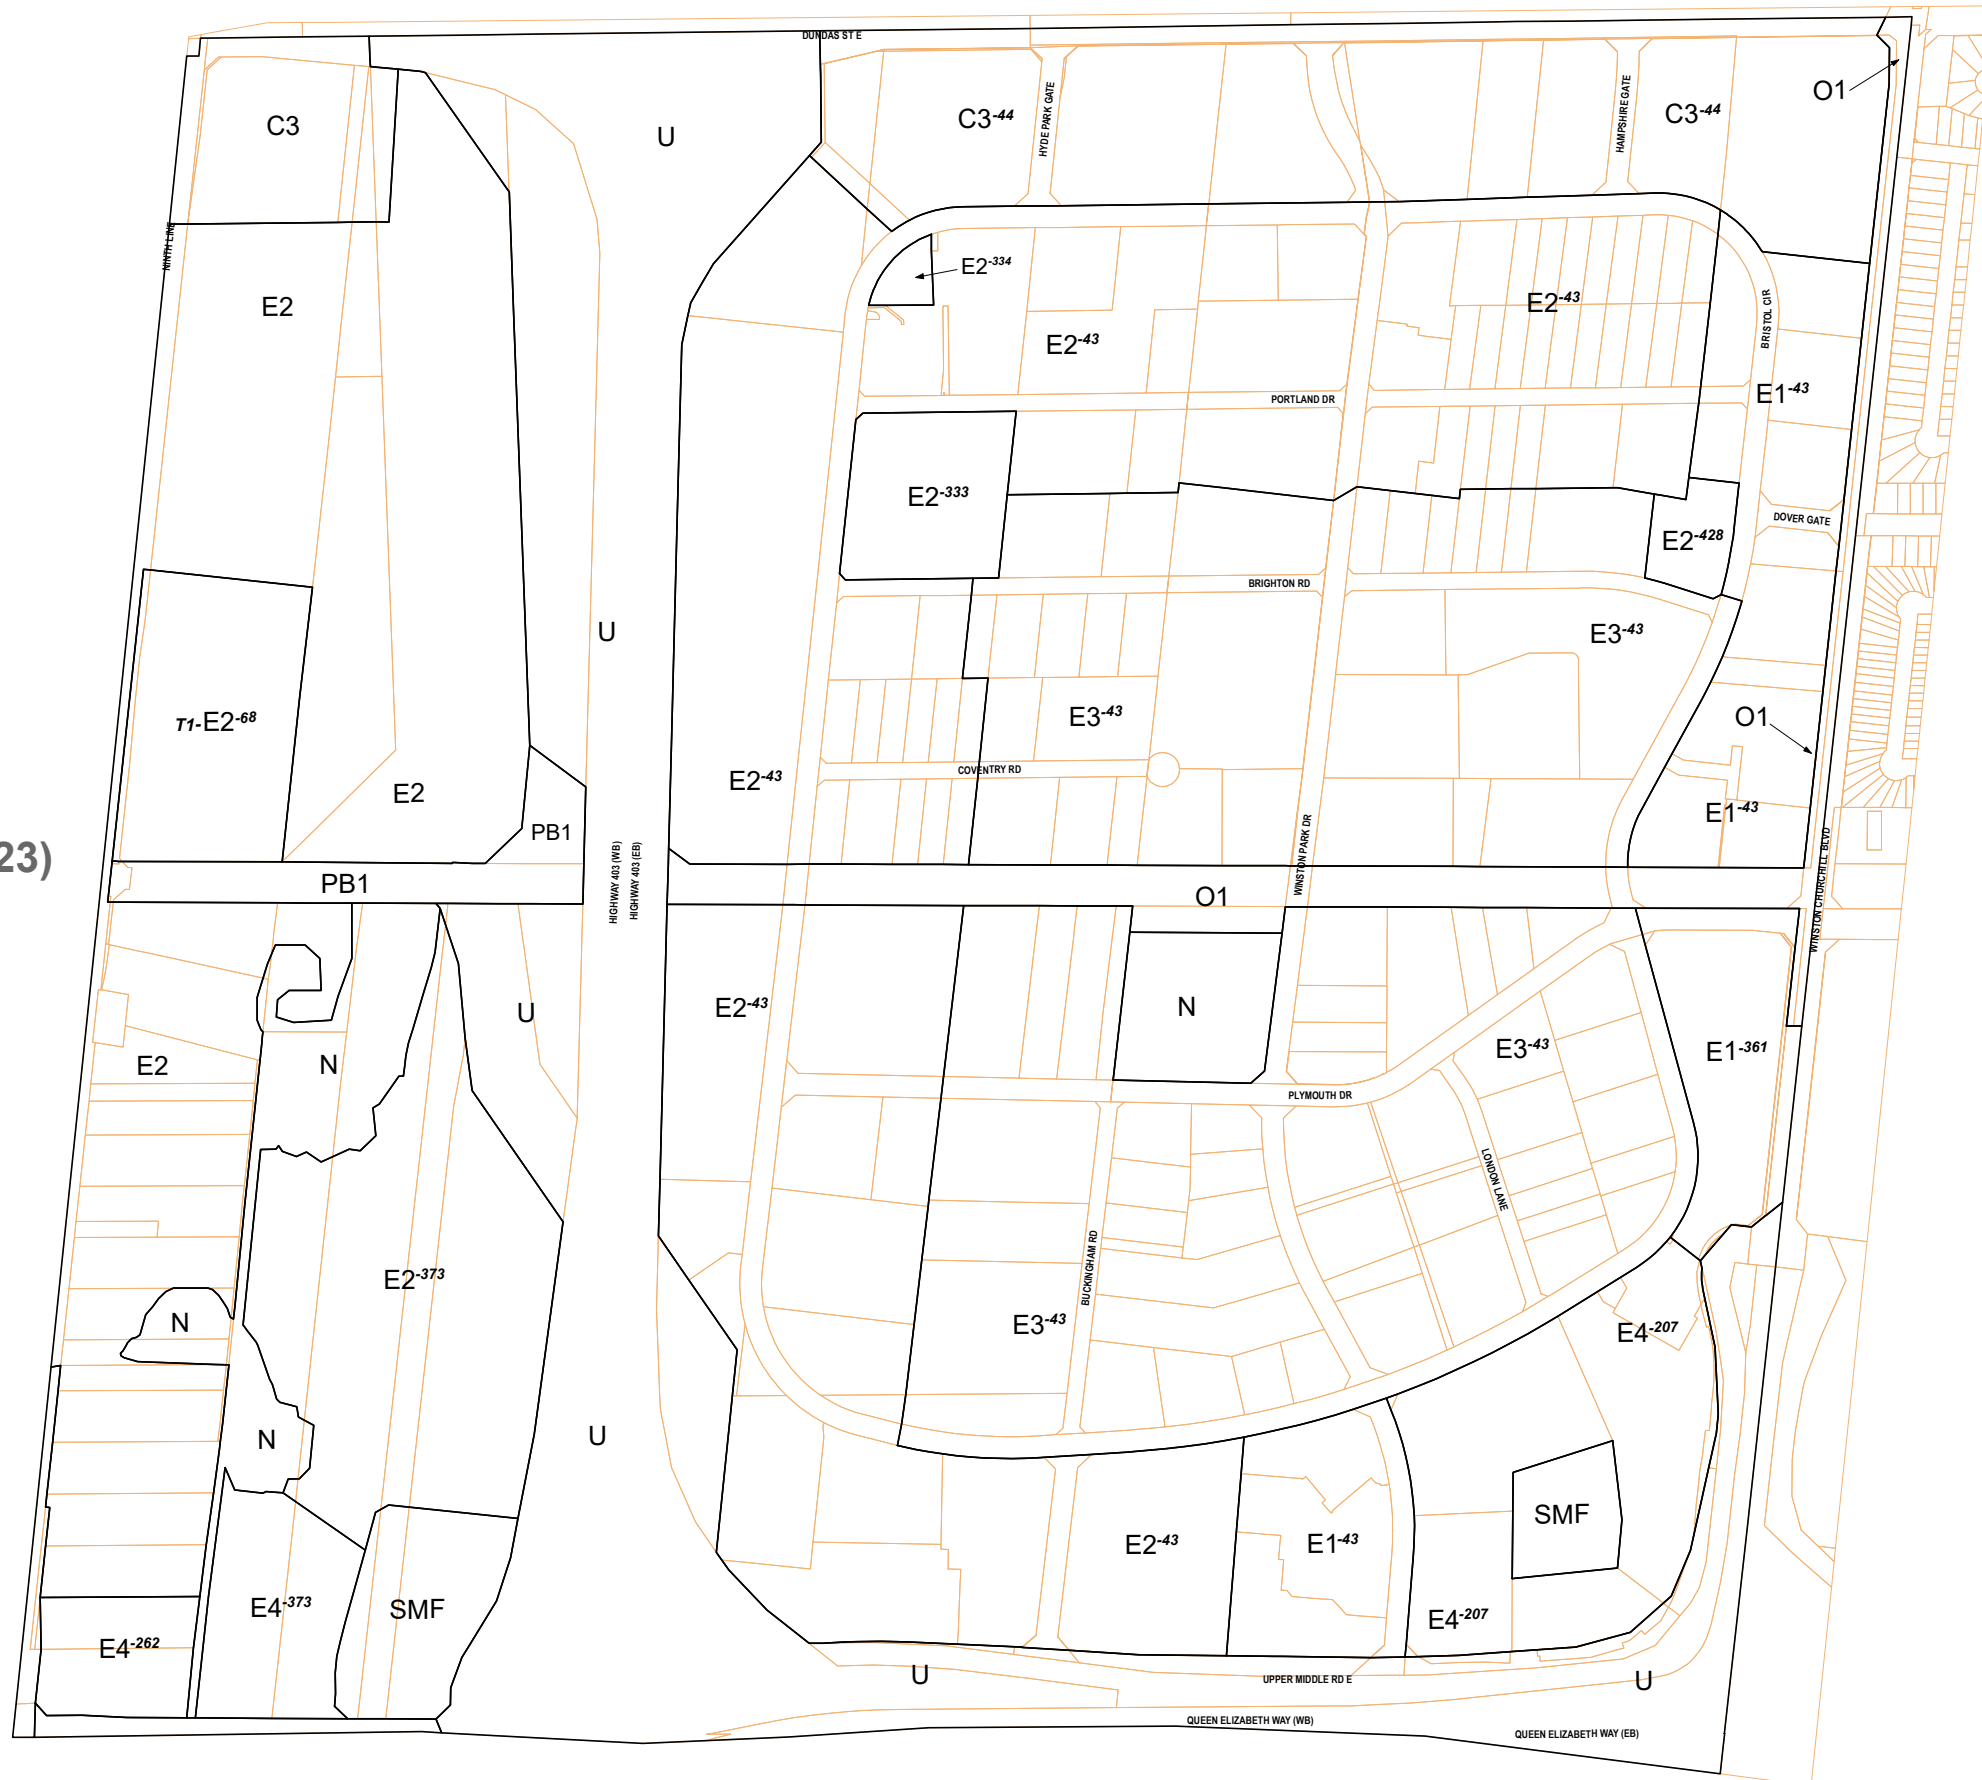 DUNDAS ST E
O1
C3
U
C3-44
HYDE PARK GATE
HAMPSHIRE GATE
C3-44
NINTH LINE
E2
E2-334
E2-43
E2-43
BRISTOL CIR
E1-43
PORTLAND DR
E2-333
DOVER GATE
E2-428
BRIGHTON RD
U
E3-43
T1-E2-68
E3-43
O1
E2
E2-43
COVENTRY RD
E1-43
PB1
23)
HIGHWAY 403 (WB)
HIGHWAY 403 (EB)
WINSTON PARK DR
WINSTON CHURCHILL BLVD
PB1
O1
U
E2-43
N
E2
N
E3-43
E1-361
PLYMOUTH DR
LONDON LANE
BUCKINGHAM RD
E2-373
N
E3-43
E4-207
N
U
SMF
E2-43
E1-43
E4-373
SMF
E4-207
E4-262
U
UPPER MIDDLE RD E
U
QUEEN ELIZABETH WAY (WB)
QUEEN ELIZABETH WAY (EB)